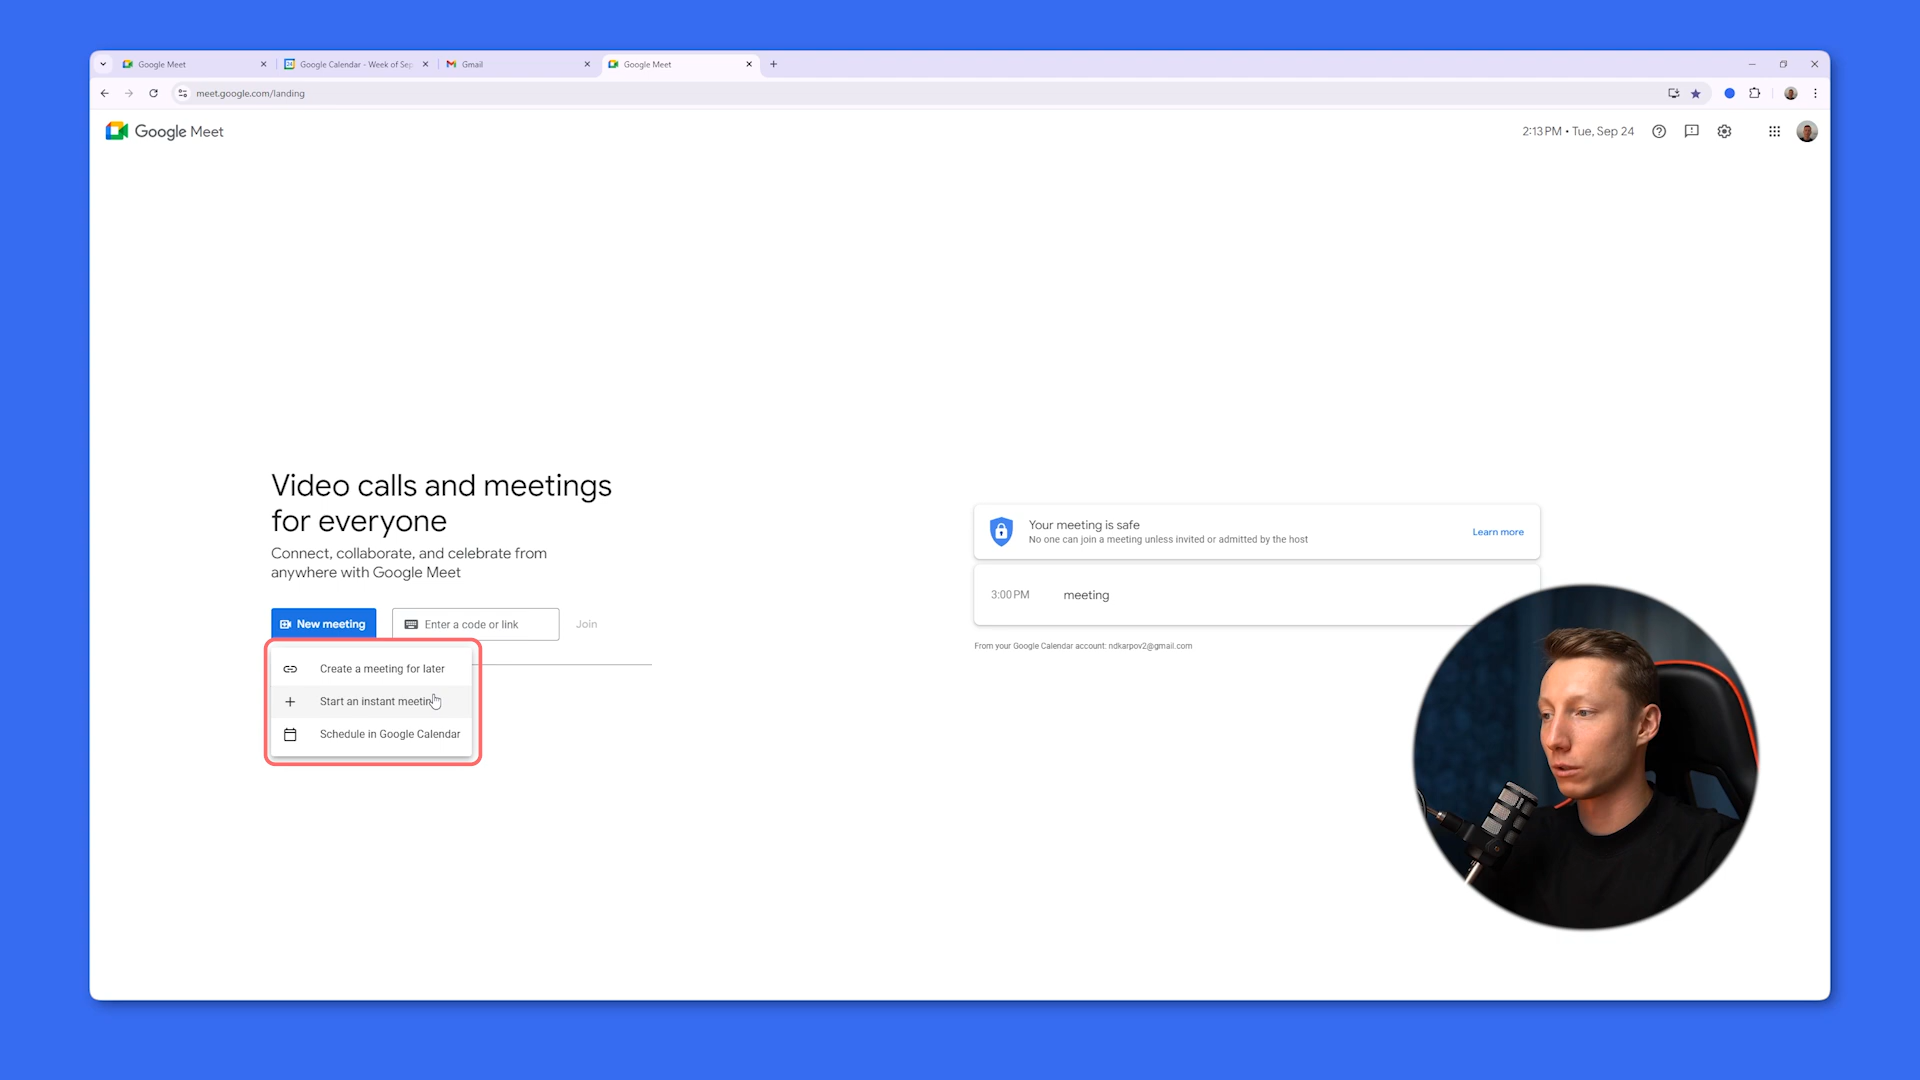 Google Meet
Google Calendar - Week of Sep
Gmail
Google Meet
meet.google.com/landing
Google Meet
2:13 PM • Tue, Sep 24
Video calls and meetings
for everyone
Connect, collaborate, and celebrate from
anywhere with Google Meet
New meeting
Enter a code or link
Join
Create a meeting for later
Start an instant meeting
Schedule in Google Calendar
Your meeting is safe
No one can join a meeting unless invited or admitted by the host
Learn more
3:00 PM
meeting
From your Google Calendar account: ndkarpov2@gmail.com